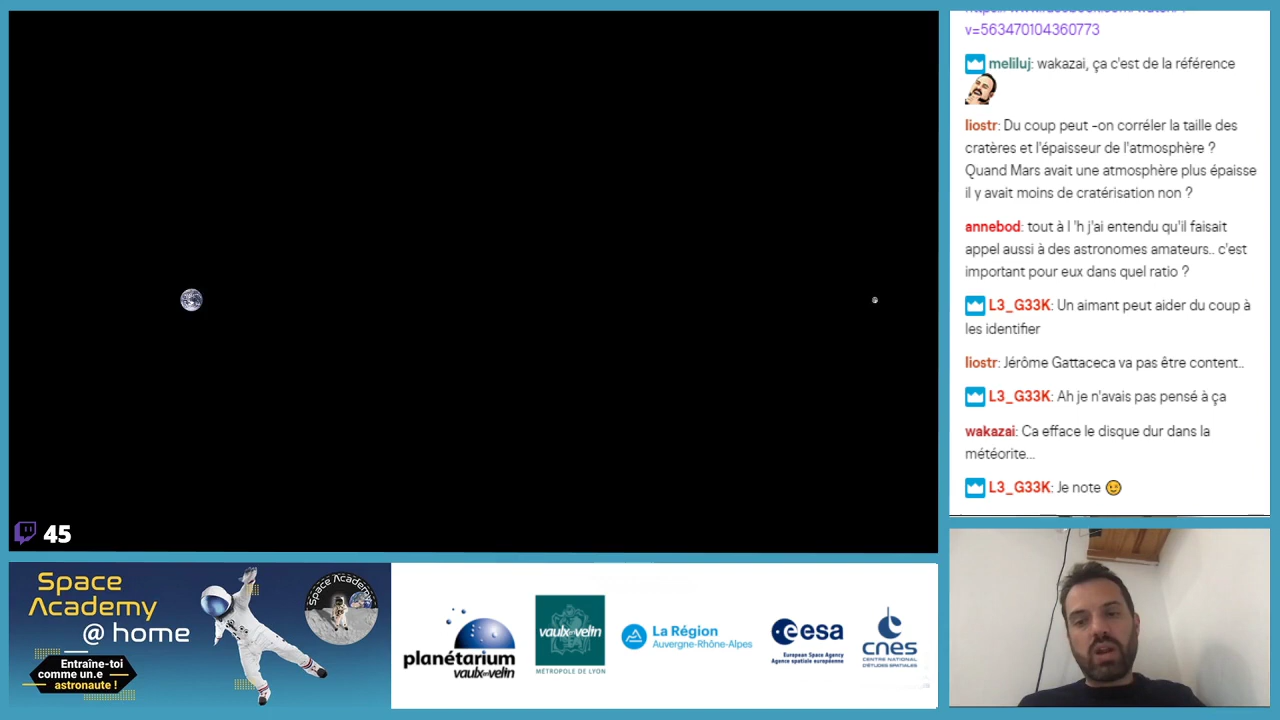 v=563470104360773
meliluj: wakazai, ça c'est de la référence
liostr: Du coup peut -on corréler la taille des
cratères et l'épaisseur de l'atmosphère ?
Quand Mars avait une atmosphère plus épaisse
il y avait moins de cratérisation non ?
annebod: tout à l 'h j'ai entendu qu'il faisait
appel aussi à des astronomes amateurs.. c'est
important pour eux dans quel ratio ?
L3_G33K: Un aimant peut aider du coup à
les identifier
liostr: Jérôme Gattaceca va pas être content..
L3_G33K: Ah je n'avais pas pensé à ça
wakazai: Ca efface le disque dur dans la
météorite...
L3_G33K: Je note 😉
45
Space
Academy
@ home
Entraîne-toi
comme un.e
astronaute !
Space Academy
planétarium
vaulx en velin
vaulx en velin
MÉTROPOLE DE LYON
La Région
Auvergne-Rhône-Alpes
esa
European Space Agency
Agence spatiale européenne
cnes
CENTRE NATIONAL
D'ÉTUDES SPATIALES